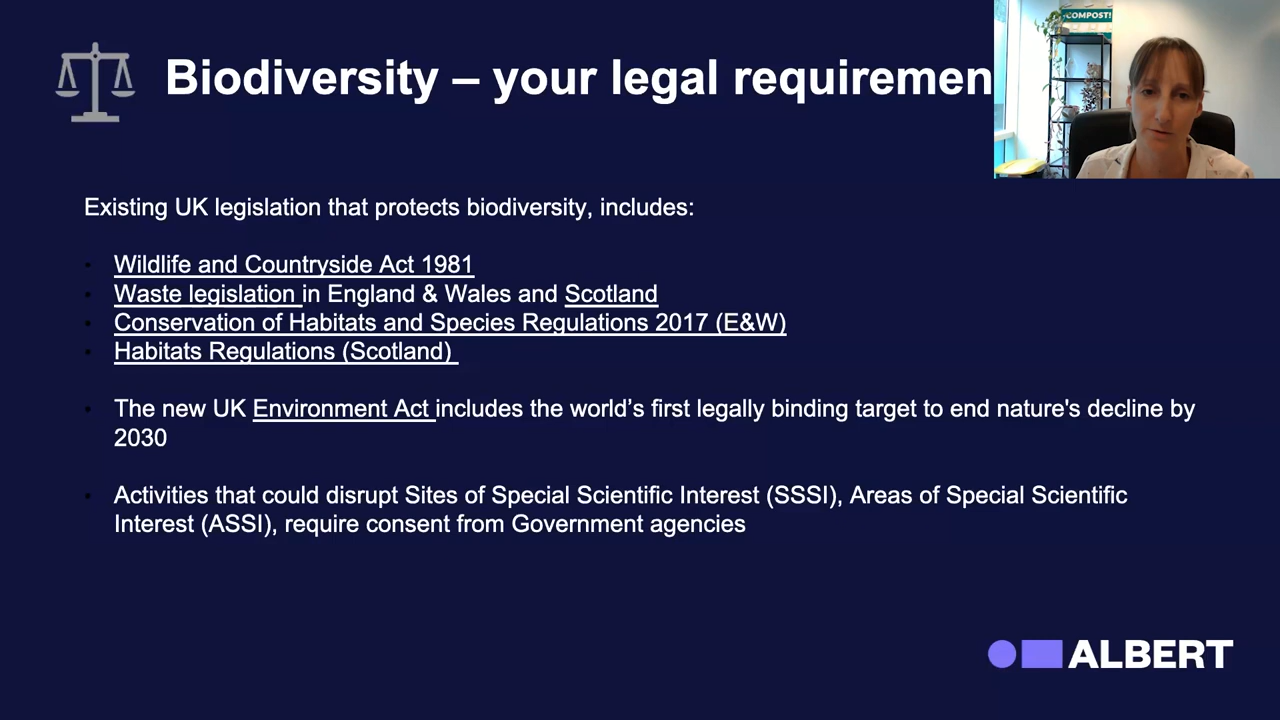 COMPOST!
Biodiversity – your legal requiremen
Existing UK legislation that protects biodiversity, includes:
Wildlife and Countryside Act 1981
Waste legislation in England & Wales and Scotland
Conservation of Habitats and Species Regulations 2017 (E&W)
Habitats Regulations (Scotland)
The new UK Environment Act includes the world’s first legally binding target to end nature's decline by
2030
Activities that could disrupt Sites of Special Scientific Interest (SSSI), Areas of Special Scientific
Interest (ASSI), require consent from Government agencies
ALBERT